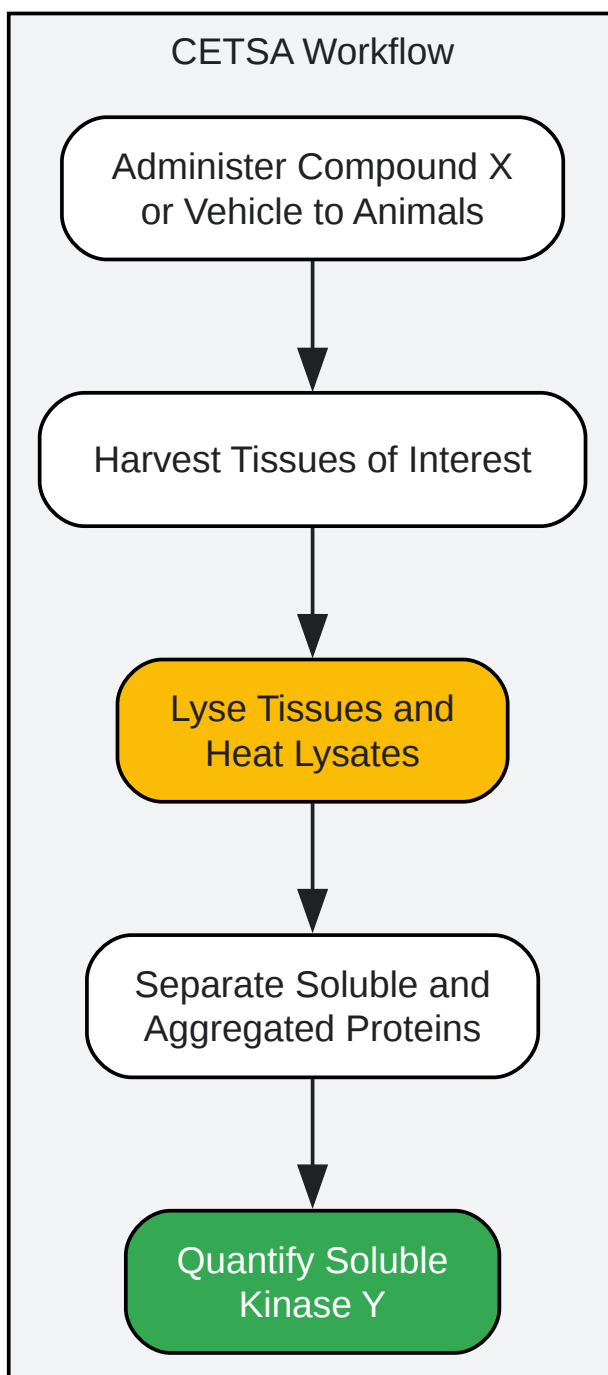 CETSA Workflow
Administer Compound X
or Vehicle to Animals
Harvest Tissues of Interest
Lyse Tissues and
Heat Lysates
Separate Soluble and
Aggregated Proteins
Quantify Soluble
Kinase Y